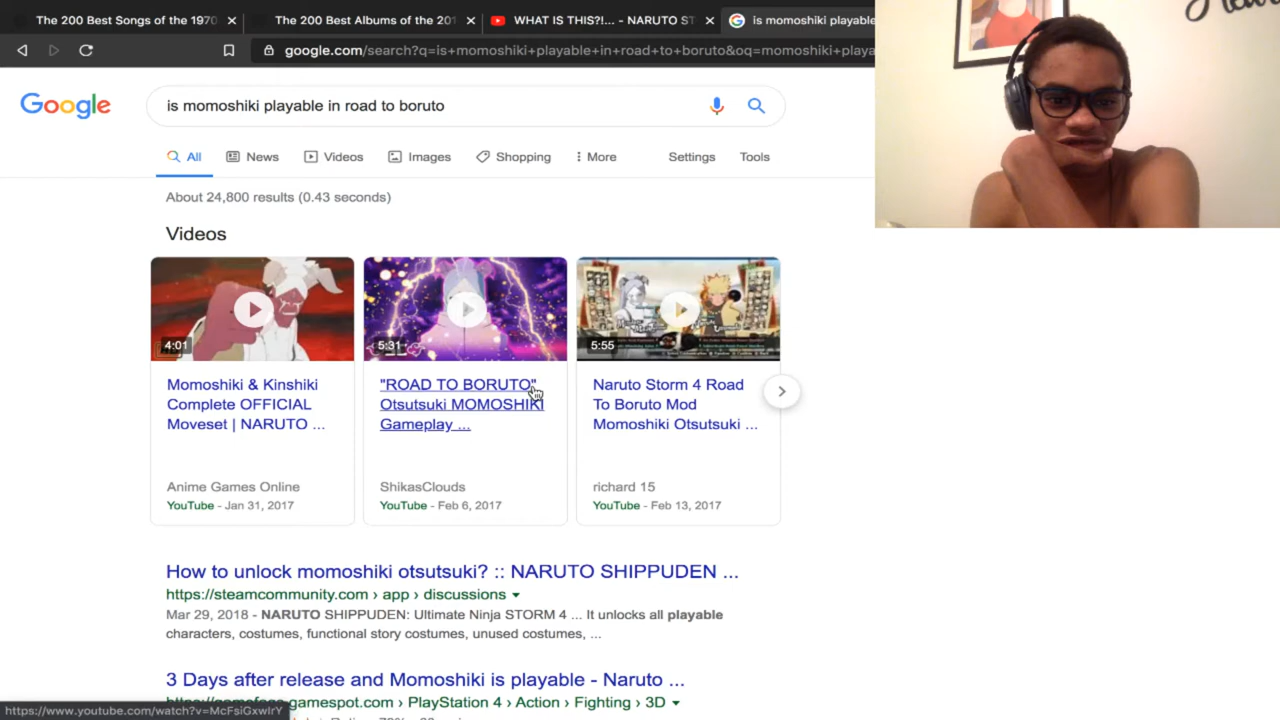 The 200 Best Songs of the 1970
The 200 Best Albums of the 201
WHAT IS THIS?!... - NARUTO ST
is momoshiki playable
google.com/search?q=is+momoshiki+playable+in+road+to+boruto&oq=momoshiki+playa
Google
is momoshiki playable in road to boruto
All
News
Videos
Images
Shopping
More
Settings
Tools
About 24,800 results (0.43 seconds)
Videos
4:01
5:31
5:55
Momoshiki & Kinshiki
Complete OFFICIAL
Moveset | NARUTO ...
Anime Games Online
YouTube - Jan 31, 2017
"ROAD TO BORUTO"
Otsutsuki MOMOSHIKI
Gameplay ...
ShikasClouds
YouTube - Feb 6, 2017
Naruto Storm 4 Road
To Boruto Mod
Momoshiki Otsutsuki ...
richard 15
YouTube - Feb 13, 2017
How to unlock momoshiki otsutsuki? :: NARUTO SHIPPUDEN ...
https://steamcommunity.com › app › discussions
Mar 29, 2018 - NARUTO SHIPPUDEN: Ultimate Ninja STORM 4 ... It unlocks all playable
characters, costumes, functional story costumes, unused costumes, ...
3 Days after release and Momoshiki is playable - Naruto ...
https://gamefaqs.gamespot.com › PlayStation 4 › Action › Fighting › 3D
https://www.youtube.com/watch?v=McFsiGxwIrY